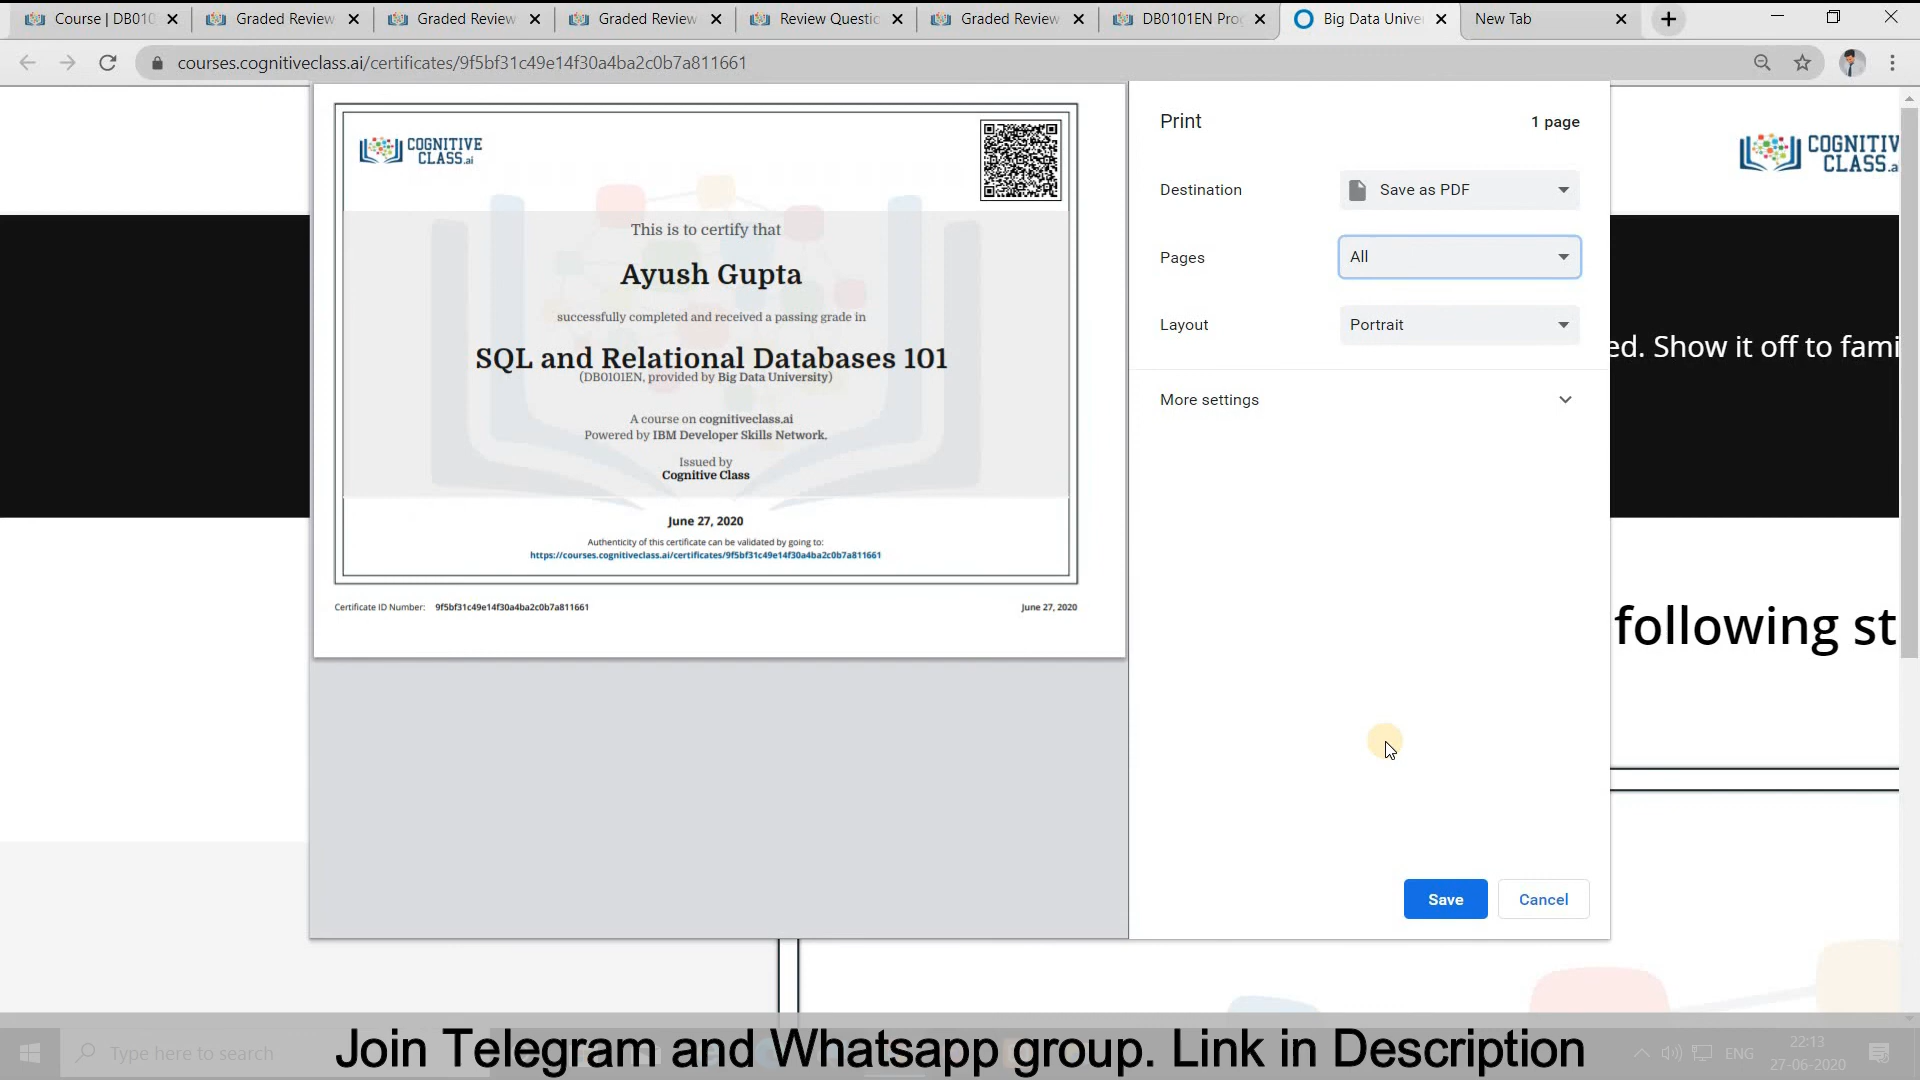 Course | DB010
Graded Review
Graded Review
Graded Review
Review Questic
Graded Review
DB0101EN Pro
Big Data Unive
New Tab
courses.cognitiveclass.ai/certificates/9f5bf31c49e14f30a4ba2c0b7a811661
COGNITIVE
CLASS.ai
This is to certify that
Ayush Gupta
successfully completed and received a passing grade in
SQL and Relational Databases 101
(DB0101EN, provided by Big Data University)
A course on cognitiveclass.ai
Powered by IBM Developer Skills Network.
Issued by
Cognitive Class
June 27, 2020
Authenticity of this certificate can be validated by going to:
https://courses.cognitiveclass.ai/certificates/9f5bf31c49e14f30a4ba2c0b7a811661
Certificate ID Number: 9f5bf31c49e14f30a4ba2c0b7a811661
June 27, 2020
Print
1 page
Destination
Save as PDF
Pages
All
Layout
Portrait
More settings
Save
Cancel
COGNITIV
CLASS.a
ed. Show it off to fami
following st
Type here to search
Join Telegram and Whatsapp group. Link in Description
ENG
22:13
27-06-2020